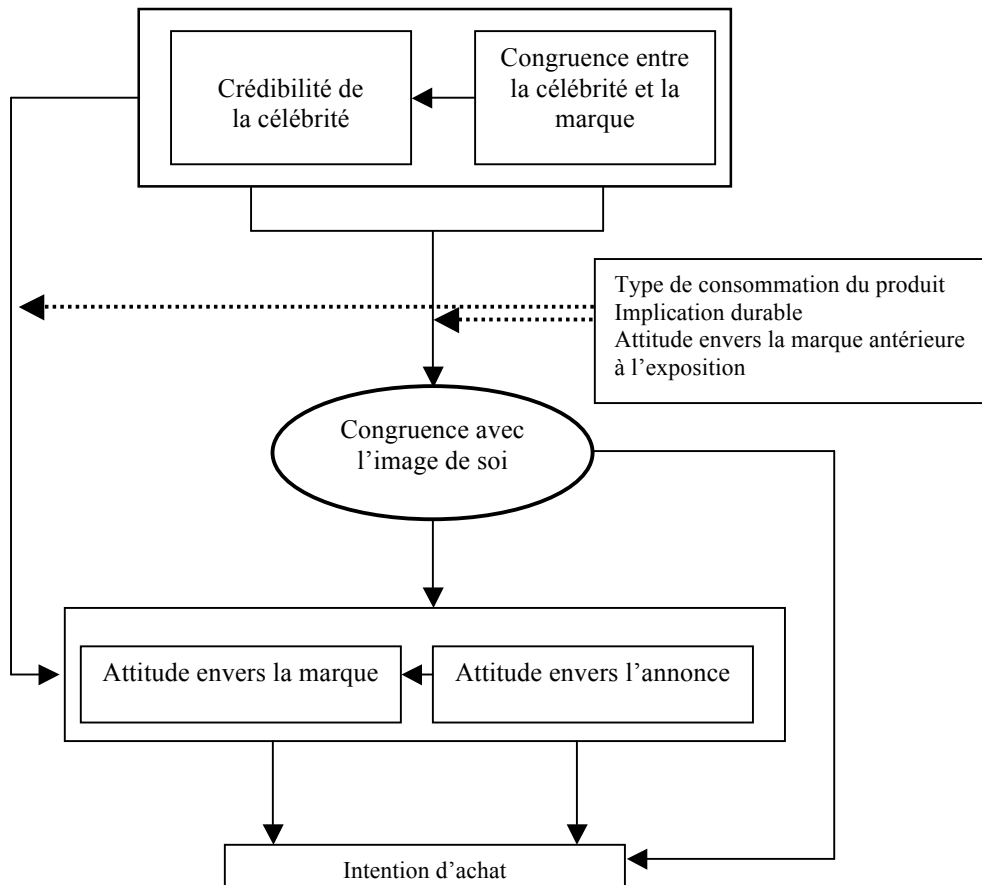 Crédibilité de
la célébrité
Congruence entre
la célébrité et la
marque
Type de consommation du produit
Implication durable
Attitude envers la marque antérieure
à l’exposition
Congruence avec
l’image de soi
Attitude envers la marque
Attitude envers l’annonce
Intention d’achat